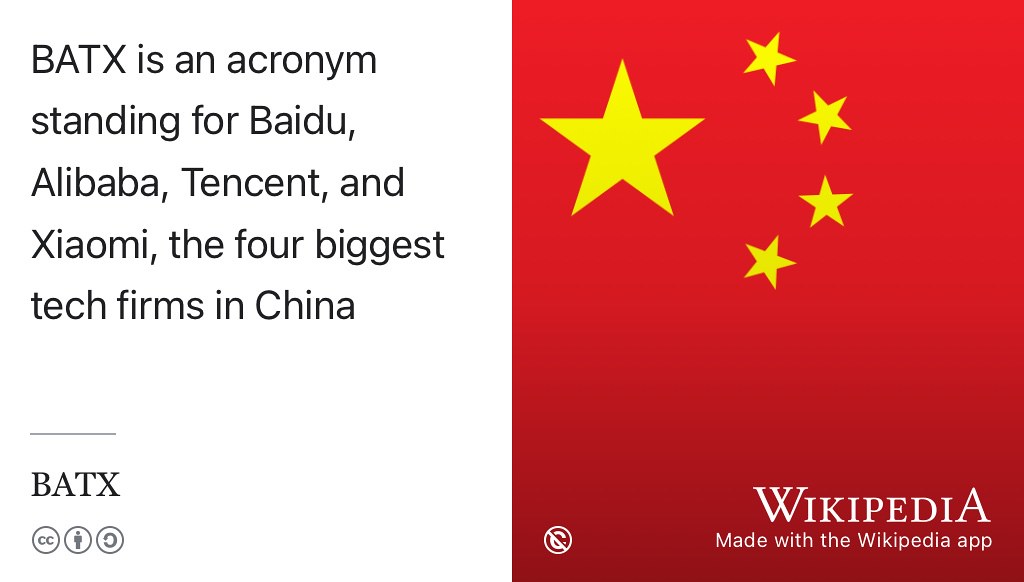 BATX is an acronym
standing for Baidu,
Alibaba, Tencent, and
Xiaomi, the four biggest
tech firms in China
BATX
cc
WIKIPEDIA
Made with the Wikipedia app